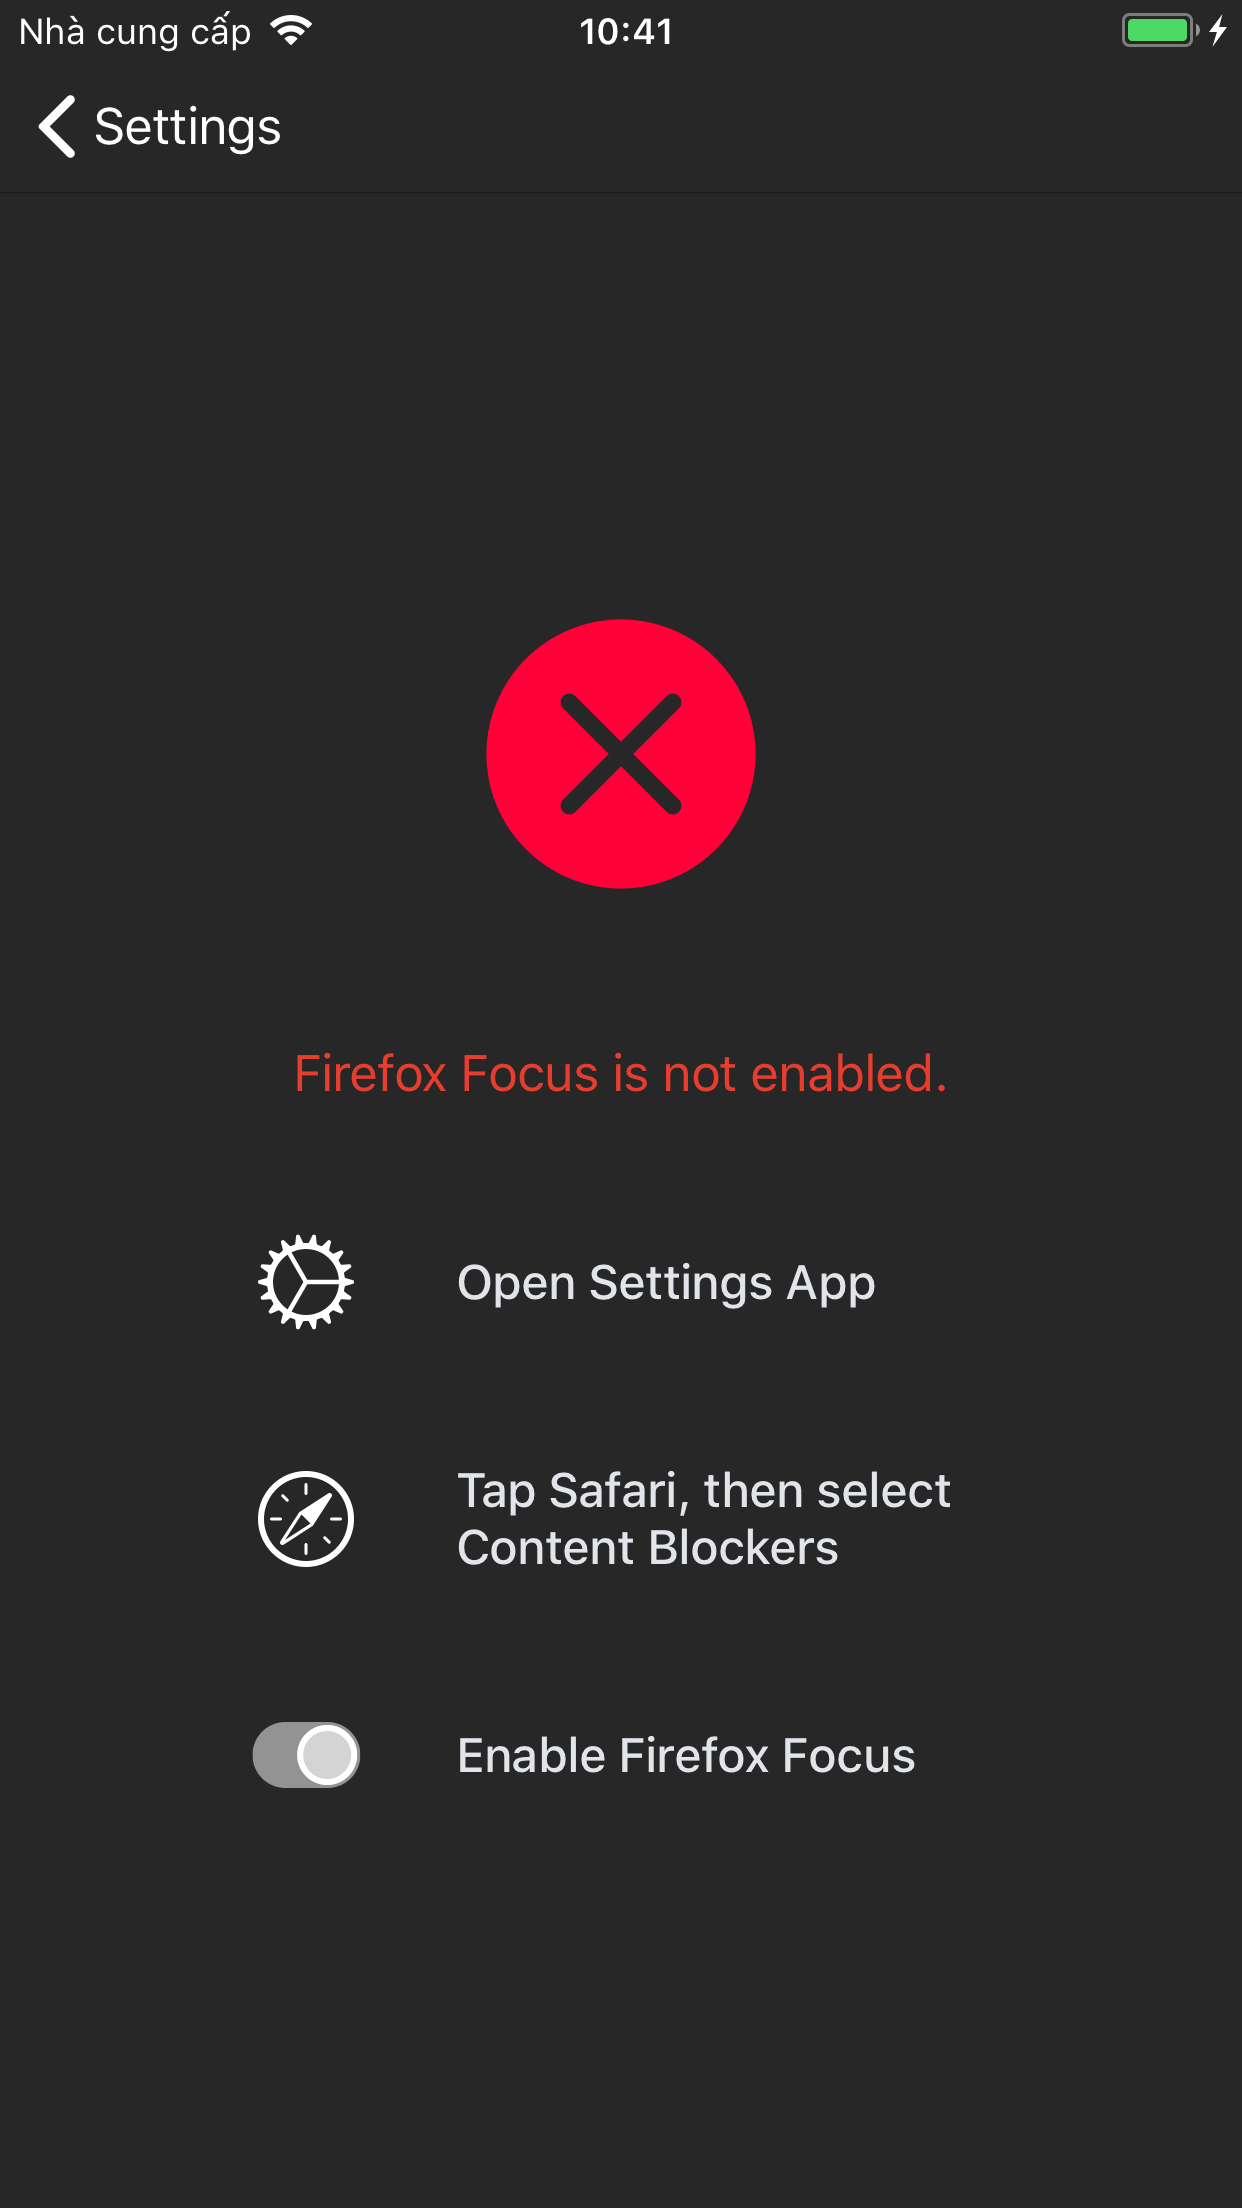 Nhà cung cấp
10:41
Settings
Firefox Focus is not enabled.
Open Settings App
Tap Safari, then select
Content Blockers
Enable Firefox Focus